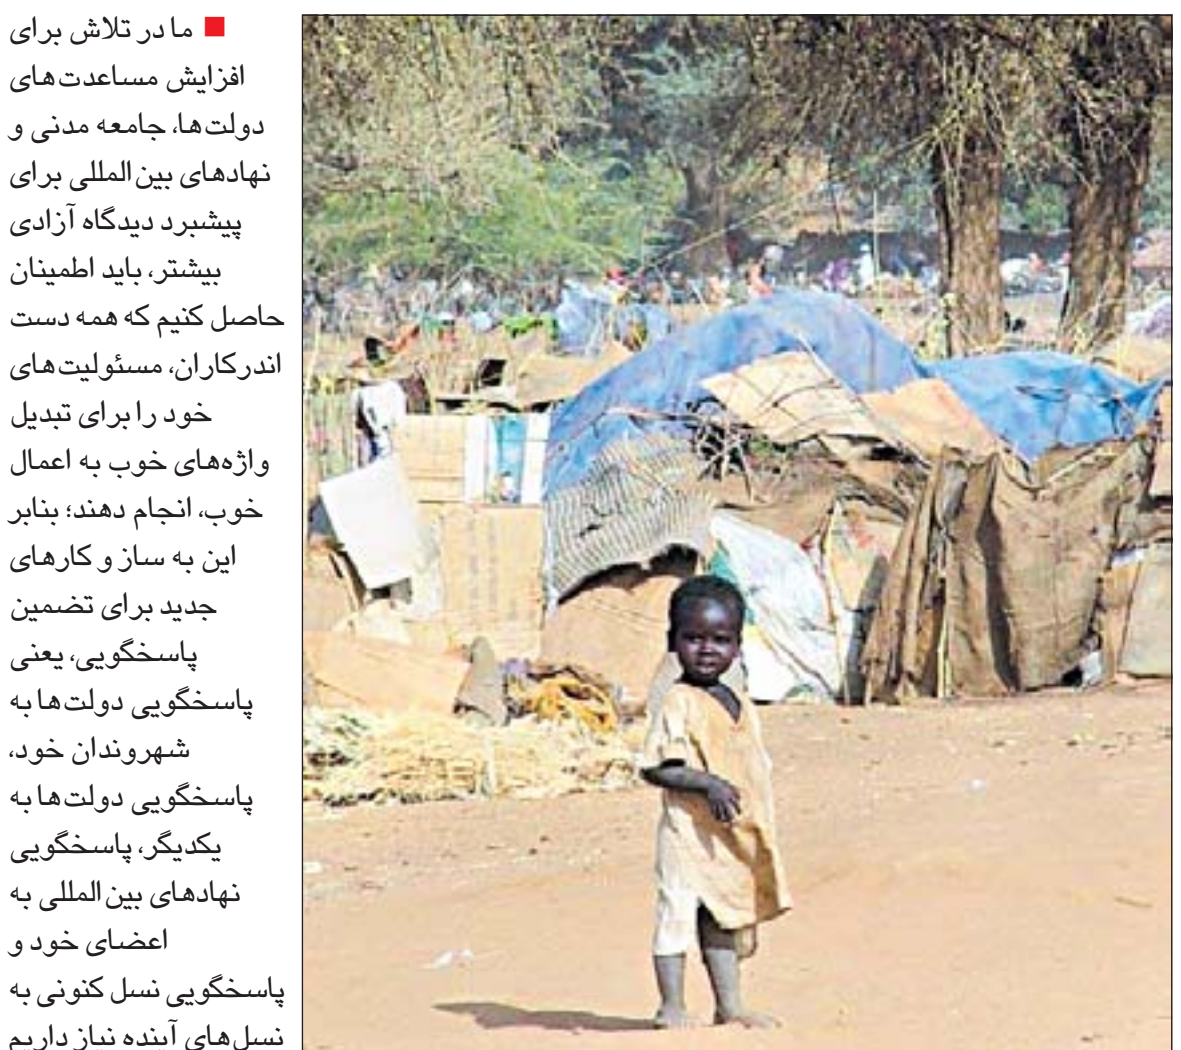 ■ ما در تلاش برای
افزایش مساعدت‌های
دولت‌ها، جامعه مدنی و
نهادهای بین‌المللی برای
پیشبرد دیدگاه آزادی
بیشتر، باید اطمینان
حاصل کنیم که همه دست
اندرکاران، مسئولیت‌های
خود را برای تبدیل
واژه‌های خوب به اعمال
خوب، انجام دهند؛ بنابر
این به ساز و کارهای
جدید برای تضمین
پاسخگویی، یعنی
پاسخگویی دولت‌ها به
شهروندان خود،
پاسخگویی دولت‌ها به
یکدیگر، پاسخگویی
نهادهای بین‌المللی به
اعضای خود و
پاسخگویی نسل کنونی به
نسل‌های آینده نیاز داریم